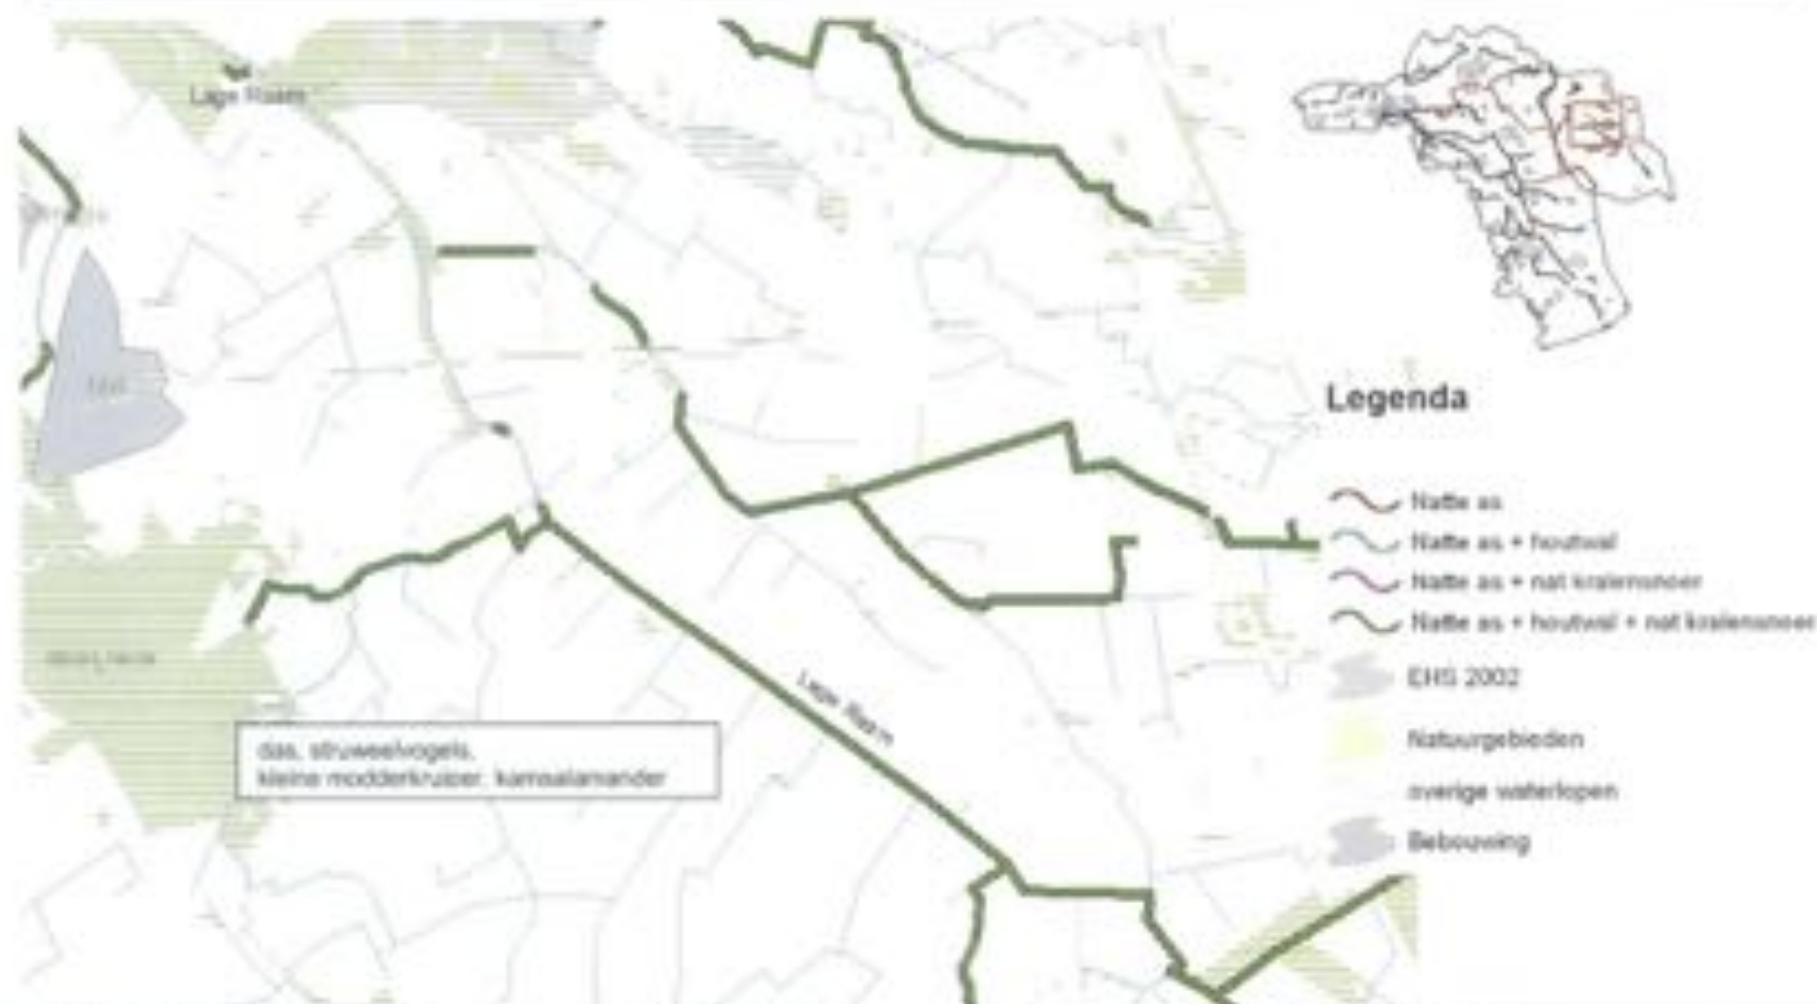 Lage Raam
Mill
Lage Raam
das, struweelvogels,
kleine modderkruiper, kamsalamander
Legenda
Natte as
Natte as + houtwal
Natte as + nat kralensnoer
Natte as + houtwal + nat kralensnoer
EHS 2002
Natuurgebieden
overige waterlopen
Bebouwing